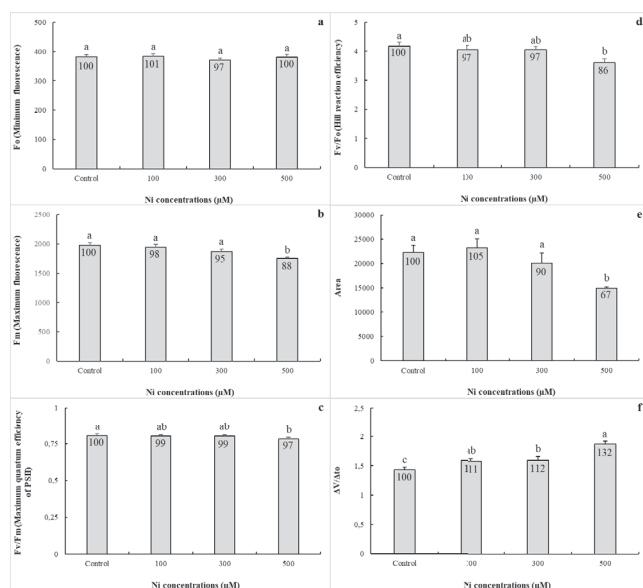 a
Fo (Minimum fluorescence)
500
400
300
200
100
0
a
a
a
a
100
101
97
100
Control
100
300
500
Ni concentrations (µM)
d
Fv/Fo (Hill reaction efficiency)
5
4
3
2
1
0
a
ab
ab
b
100
97
97
86
Control
100
300
500
Ni concentrations (µM)
b
Fm (Maximum fluorescence)
2500
2000
1500
1000
500
0
a
a
a
b
100
98
95
88
Control
100
300
500
Ni concentrations (µM)
e
Area
30000
25000
20000
15000
10000
5000
0
a
a
a
b
100
105
90
67
Control
100
300
500
Ni concentrations (µM)
c
Fv/Fm (Maximum quantum efficiency
of PSII)
1
0,75
0,5
0,25
0
a
ab
ab
b
100
99
99
97
Control
100
300
500
Ni concentrations (µM)
f
ΔV/Δto
2,5
2
1,5
1
0,5
0
c
ab
b
a
100
111
112
132
Control
100
300
500
Ni concentrations (µM)